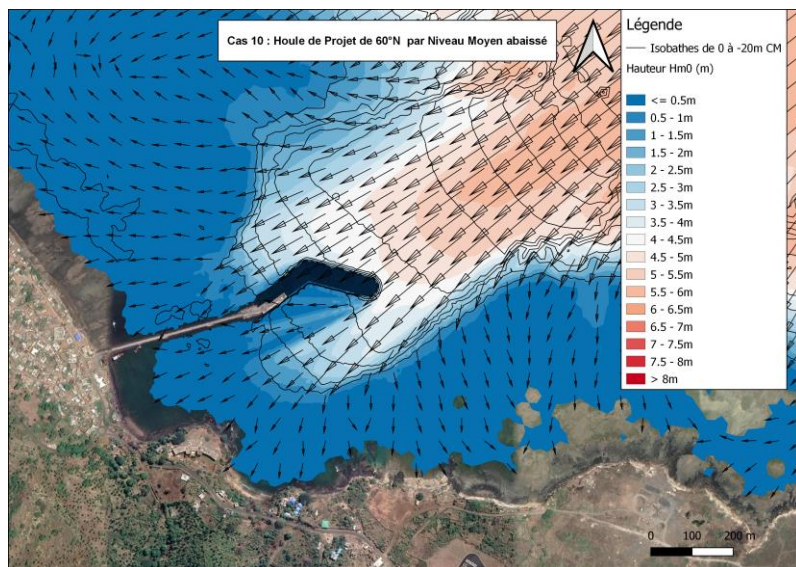 Cas 10 : Houle de Projet de 60°N par Niveau Moyen abaissé
Légende
Isobathes de 0 à -20m CM
Hauteur Hm0 (m)
<= 0.5m
0.5 - 1m
1 - 1.5m
1.5 - 2m
2 - 2.5m
2.5 - 3m
3 - 3.5m
3.5 - 4m
4 - 4.5m
4.5 - 5m
5 - 5.5m
5.5 - 6m
6 - 6.5m
6.5 - 7m
7 - 7.5m
7.5 - 8m
> 8m
0 100 200 m